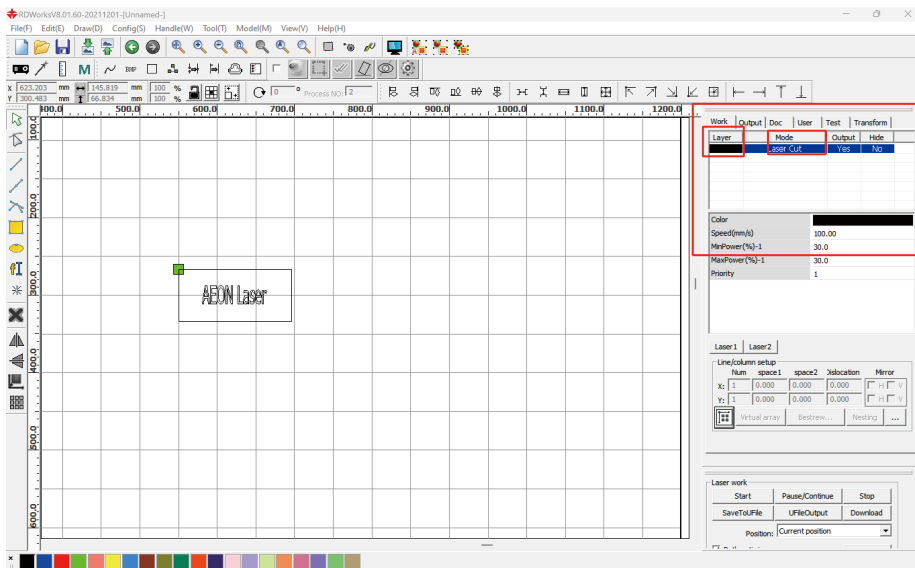 RDWorksV8.01.60-20211201-[Unnamed-]
File(F) Edit(E) Draw(D) Config(S) Handle(W) Tool(T) Model(M) View(V) Help(H)
BMP
X 623.203 mm 145.819 mm 100 %
Y 300.483 mm 66.834 mm 100 %
0 ° Process NO: 2
400.0 500.0 600.0 700.0 800.0 900.0 1000.0 1100.0 1200.0
100.0
200.0
300.0
400.0
500.0
600.0
AEON Laser
Work Output Doc User Test Transform
Layer Mode Output Hide
Laser Cut Yes No
Color
Speed(mm/s) 100.00
MinPower(%)-1 30.0
MaxPower(%)-1 30.0
Priority 1
Laser1 Laser2
Line/column setup
Num space1 space2 Dislocation Mirror
X: 1 0.000 0.000 0.000 H V
Y: 1 0.000 0.000 0.000 H V
Virtual array Bestrew... Nesting ...
Laser work
Start Pause/Continue Stop
SaveToUFile UFileOutput Download
Position: Current position